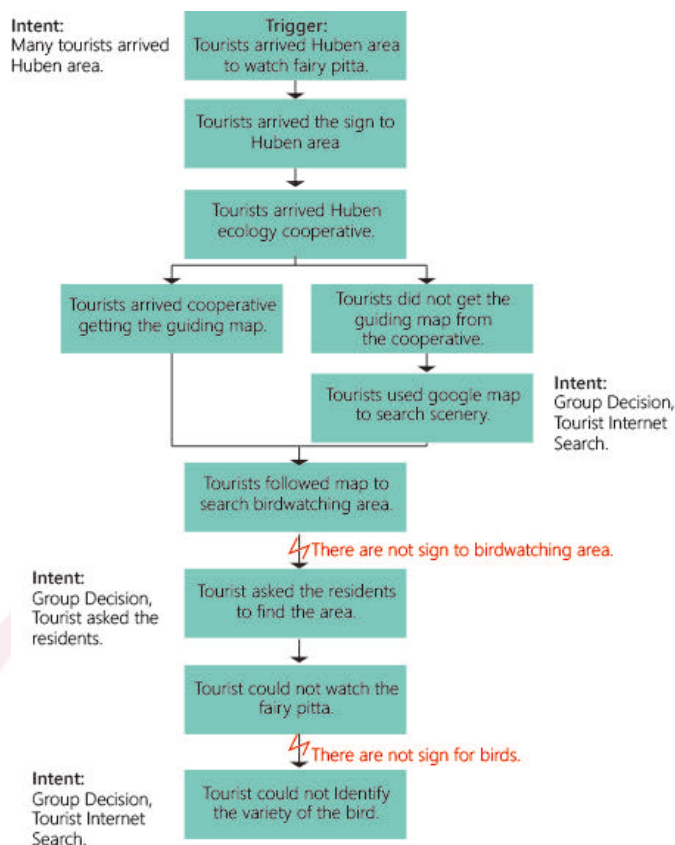 Intent:
Many tourists arrived
Huben area.
Trigger:
Tourists arrived Huben area
to watch fairy pitta.
Tourists arrived the sign to
Huben area
Tourists arrived Huben
ecology cooperative.
Tourists arrived cooperative
getting the guiding map.
Tourists did not get the
guiding map from
the cooperative.
Tourists used google map
to search scenery.
Intent:
Group Decision,
Tourist Internet
Search.
Tourists followed map to
search birdwatching area.
There are not sign to birdwatching area.
Intent:
Group Decision,
Tourist asked the
residents.
Tourist asked the residents
to find the area.
Tourist could not watch the
fairy pitta.
There are not sign for birds.
Intent:
Group Decision,
Tourist Internet
Search.
Tourist could not Identify
the variety of the bird.